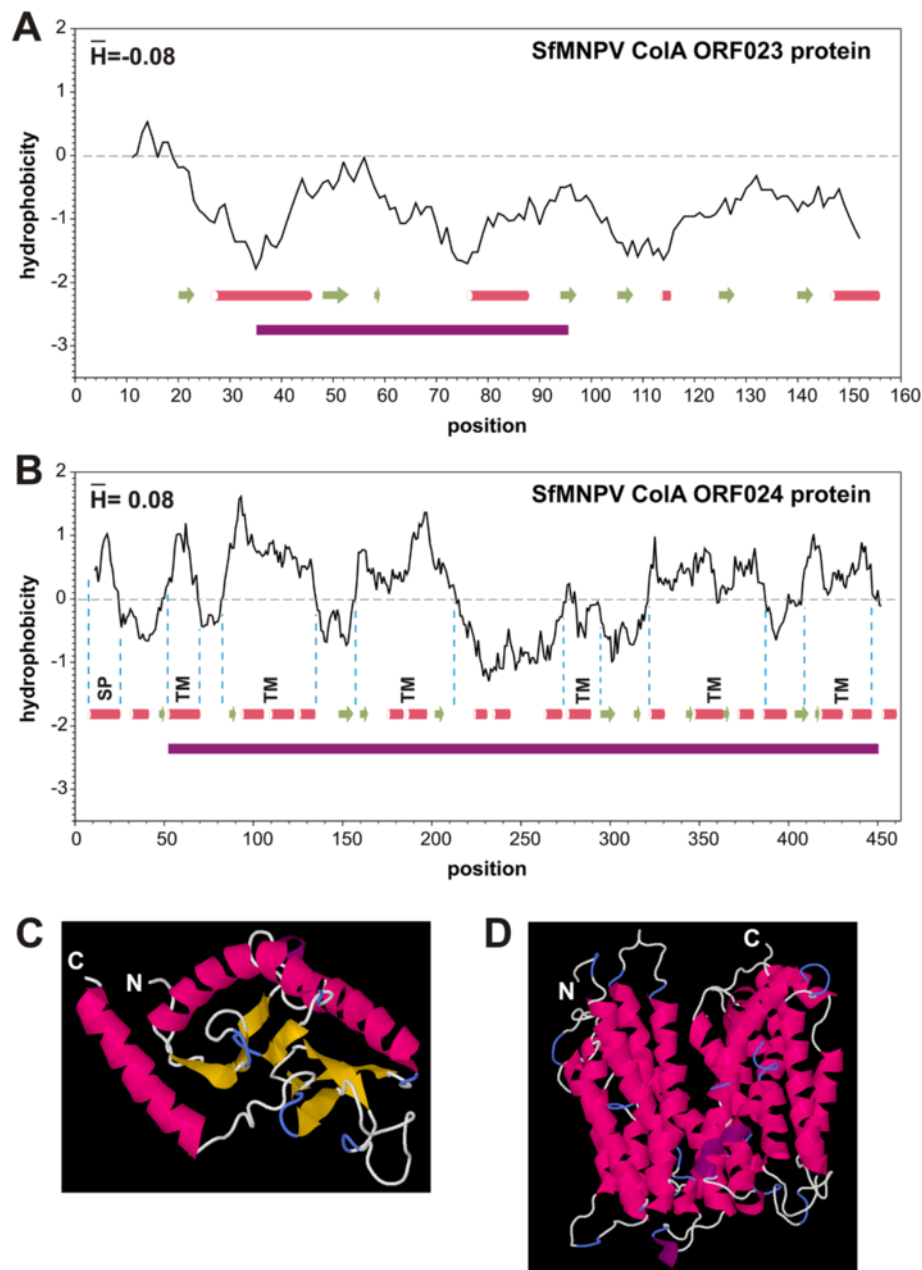 A
H̅=-0.08
SfMNPV ColA ORF023 protein
hydrophobicity
2
1
0
-1
-2
-3
0 10 20 30 40 50 60 70 80 90 100 110 120 130 140 150 160
position
B
H̅= 0.08
SfMNPV ColA ORF024 protein
hydrophobicity
2
1
0
-1
-2
-3
SP TM TM TM TM TM TM
0 50 100 150 200 250 300 350 400 450
position
C
C
N
D
N
C